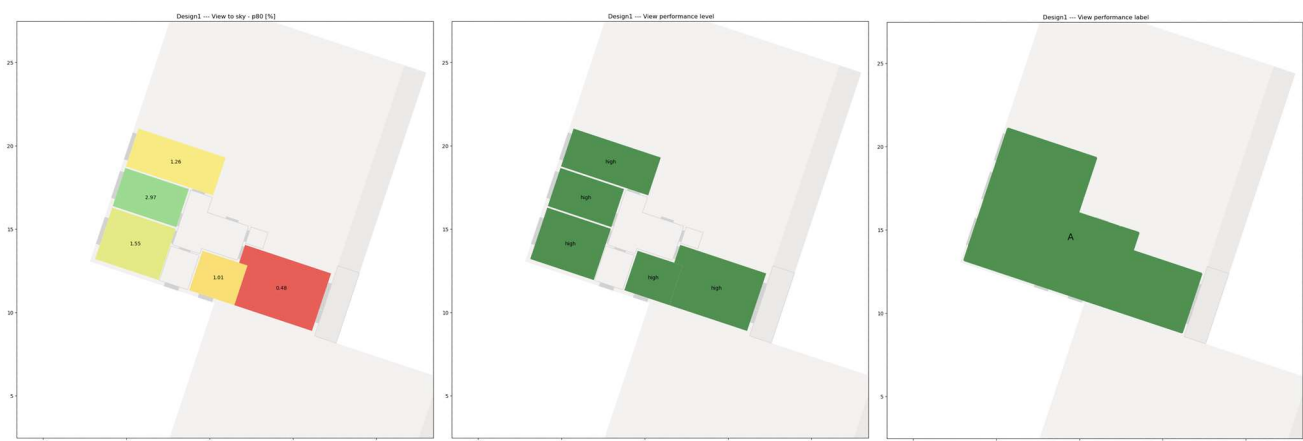 Design1 --- View to sky - p80 [%]
25
20
15
10
5
1.26
2.97
1.55
1.01
0.48
Design1 --- View performance level
25
20
15
10
5
high
high
high
high
high
Design1 --- View performance label
25
20
15
10
5
A